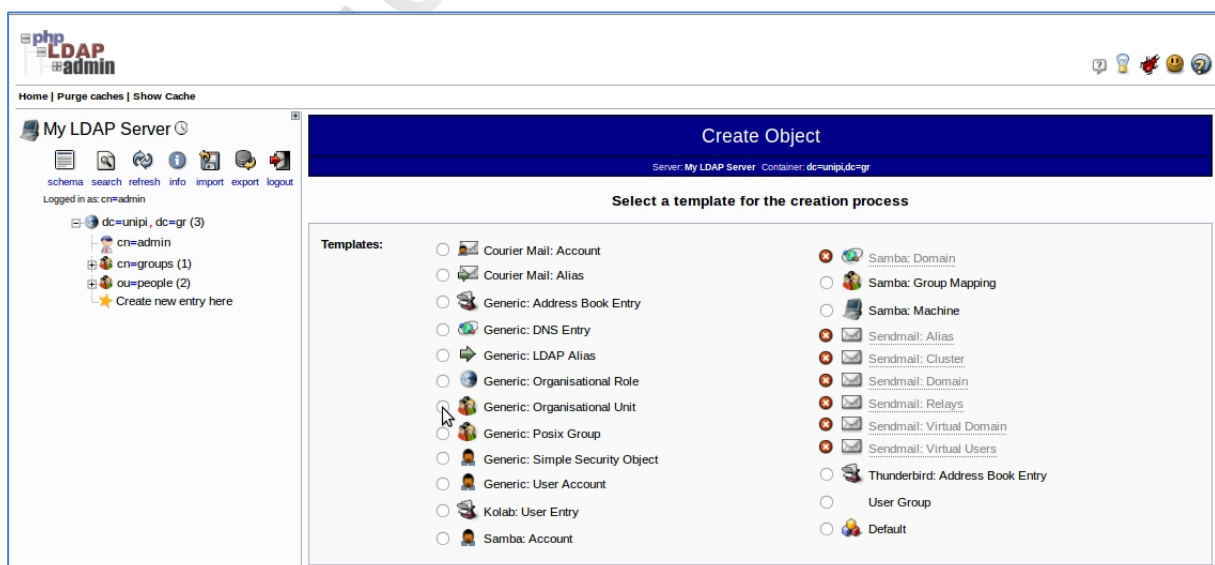 php
LDAP
admin
Home | Purge caches | Show Cache
My LDAP Server
schema search refresh info import export logout
Logged in as: cn=admin
dc=unipi, dc=gr (3)
cn=admin
cn=groups (1)
ou=people (2)
Create new entry here
Create Object
Server: My LDAP Server Container: dc=unipi,dc=gr
Select a template for the creation process
Templates:
Courier Mail: Account
Courier Mail: Alias
Generic: Address Book Entry
Generic: DNS Entry
Generic: LDAP Alias
Generic: Organisational Role
Generic: Organisational Unit
Generic: Posix Group
Generic: Simple Security Object
Generic: User Account
Kolab: User Entry
Samba: Account
Samba: Domain
Samba: Group Mapping
Samba: Machine
Sendmail: Alias
Sendmail: Cluster
Sendmail: Domain
Sendmail: Relays
Sendmail: Virtual Domain
Sendmail: Virtual Users
Thunderbird: Address Book Entry
User Group
Default